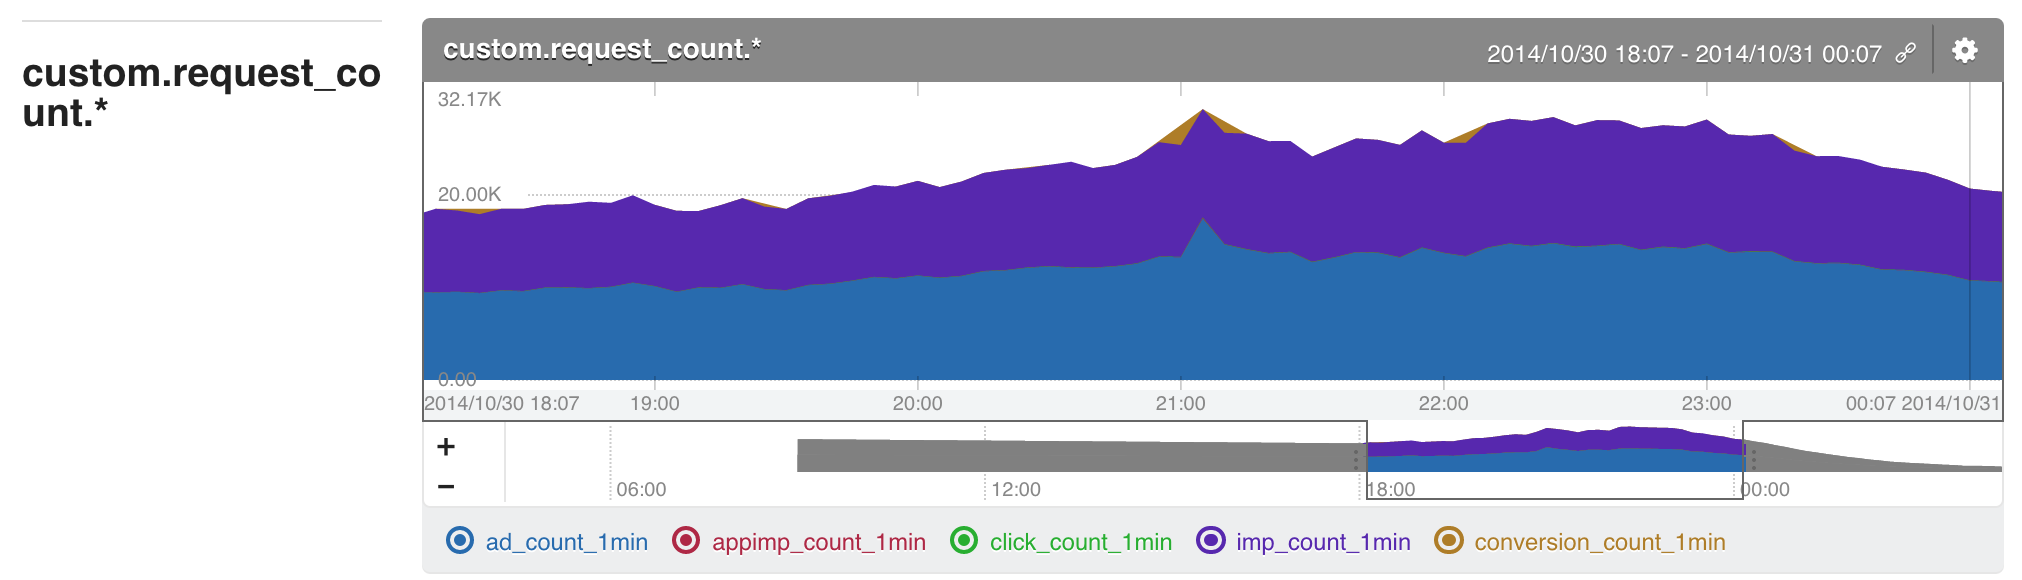 custom.request_co
unt.*
custom.request_count.*
2014/10/30 18:07 - 2014/10/31 00:07
32.17K
20.00K
0.00
2014/10/30 18:07 19:00 20:00 21:00 22:00 23:00 00:07 2014/10/31
+
−
06:00 12:00 18:00 00:00
ad_count_1min appimp_count_1min click_count_1min imp_count_1min conversion_count_1min